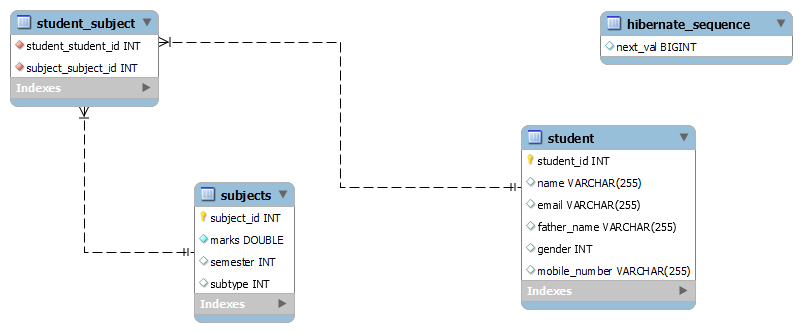 student_subject
student_student_id INT
subject_subject_id INT
Indexes
hibernate_sequence
next_val BIGINT
subjects
subject_id INT
marks DOUBLE
semester INT
subtype INT
Indexes
student
student_id INT
name VARCHAR(255)
email VARCHAR(255)
father_name VARCHAR(255)
gender INT
mobile_number VARCHAR(255)
Indexes